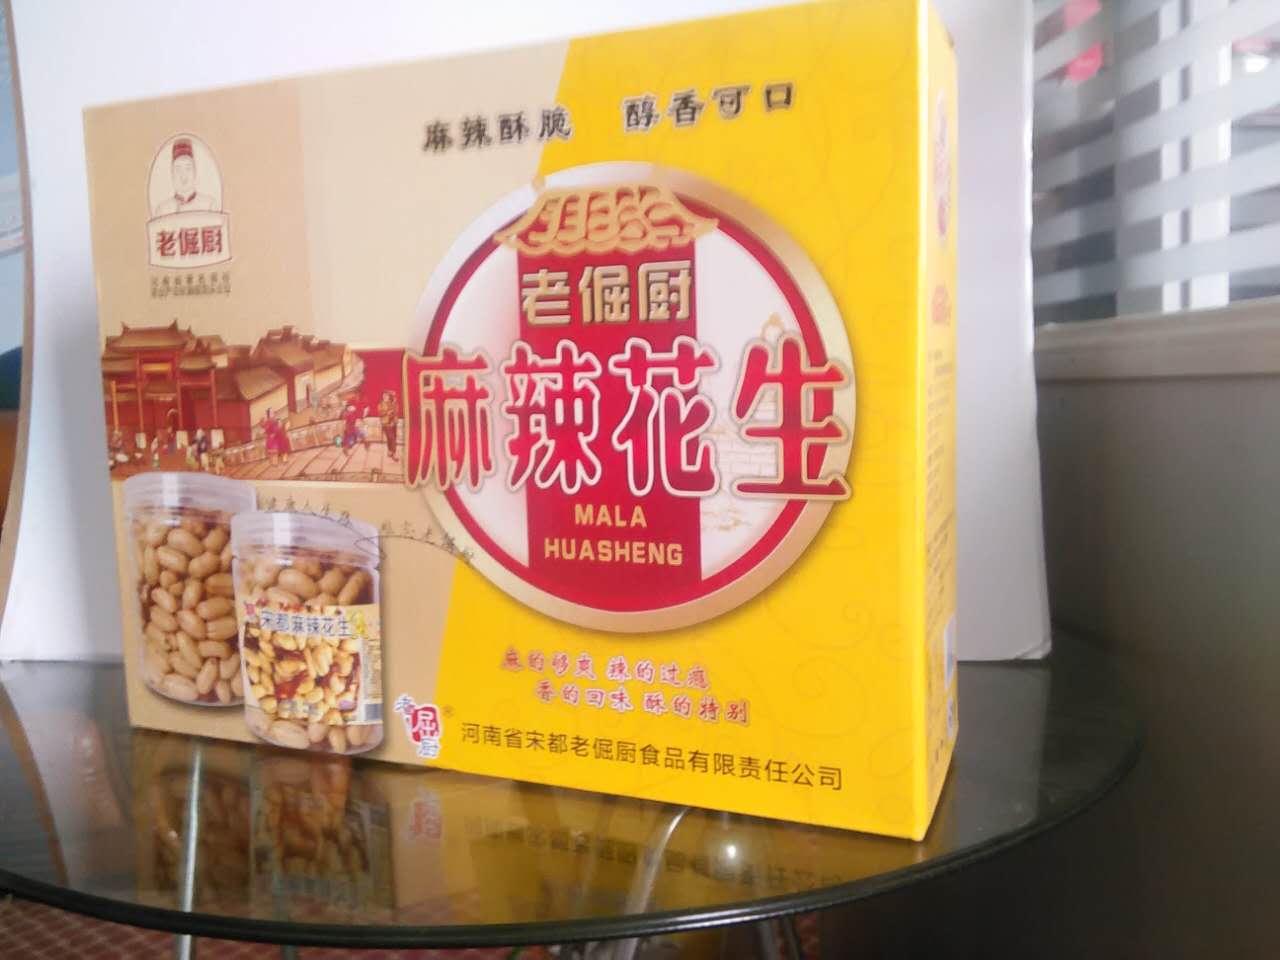 麻辣酥脆 醇香可口
老倔厨
老倔厨
麻辣花生
MALA
HUASHENG
宋都麻辣花生
麻的够爽 辣的过瘾
香的回味 酥的特别
老屈厨®
河南省宋都老倔厨食品有限责任公司